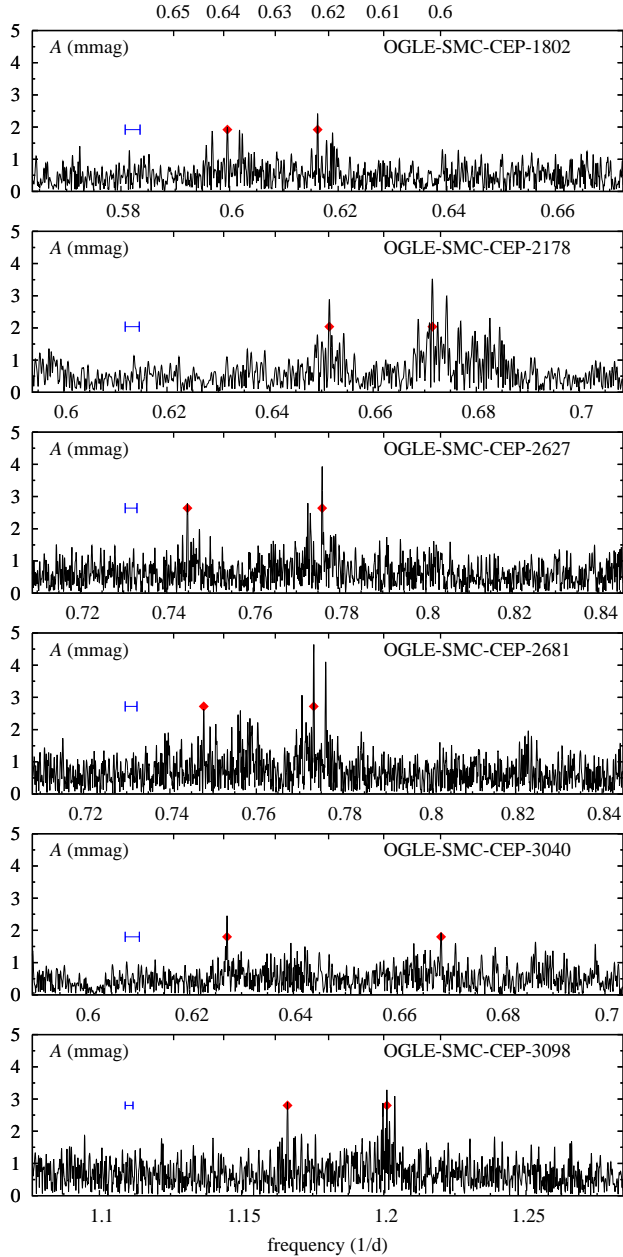 0.65 0.64 0.63 0.62 0.61 0.6
5 A (mmag) OGLE-SMC-CEP-1802
4
3
2
1
0
0.58 0.6 0.62 0.64 0.66
5 A (mmag) OGLE-SMC-CEP-2178
4
3
2
1
0
0.6 0.62 0.64 0.66 0.68 0.7
5 A (mmag) OGLE-SMC-CEP-2627
4
3
2
1
0
0.72 0.74 0.76 0.78 0.8 0.82 0.84
5 A (mmag) OGLE-SMC-CEP-2681
4
3
2
1
0
0.72 0.74 0.76 0.78 0.8 0.82 0.84
5 A (mmag) OGLE-SMC-CEP-3040
4
3
2
1
0
0.6 0.62 0.64 0.66 0.68 0.7
5 A (mmag) OGLE-SMC-CEP-3098
4
3
2
1
0
1.1 1.15 1.2 1.25
frequency (1/d)